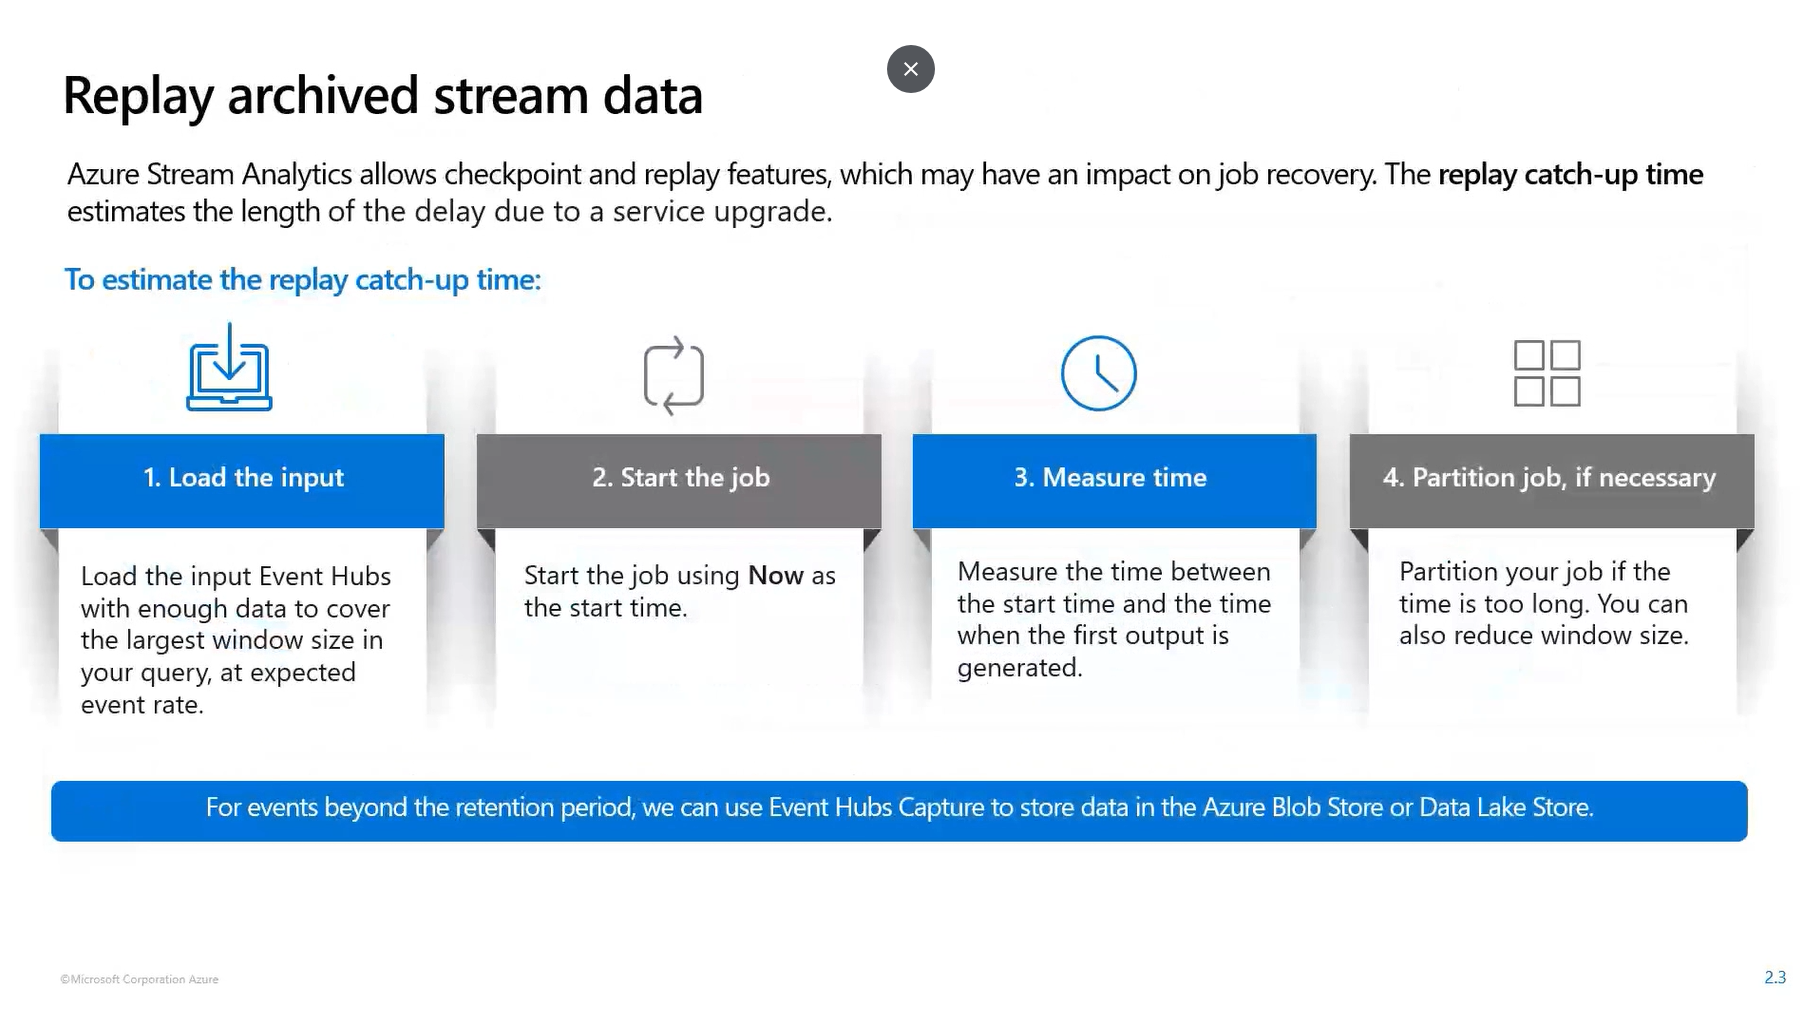 Replay archived stream data
Azure Stream Analytics allows checkpoint and replay features, which may have an impact on job recovery. The replay catch-up time
estimates the length of the delay due to a service upgrade.
To estimate the replay catch-up time:
1. Load the input
Load the input Event Hubs
with enough data to cover
the largest window size in
your query, at expected
event rate.
2. Start the job
Start the job using Now as
the start time.
3. Measure time
Measure the time between
the start time and the time
when the first output is
generated.
4. Partition job, if necessary
Partition your job if the
time is too long. You can
also reduce window size.
For events beyond the retention period, we can use Event Hubs Capture to store data in the Azure Blob Store or Data Lake Store.
©Microsoft Corporation Azure
2.3